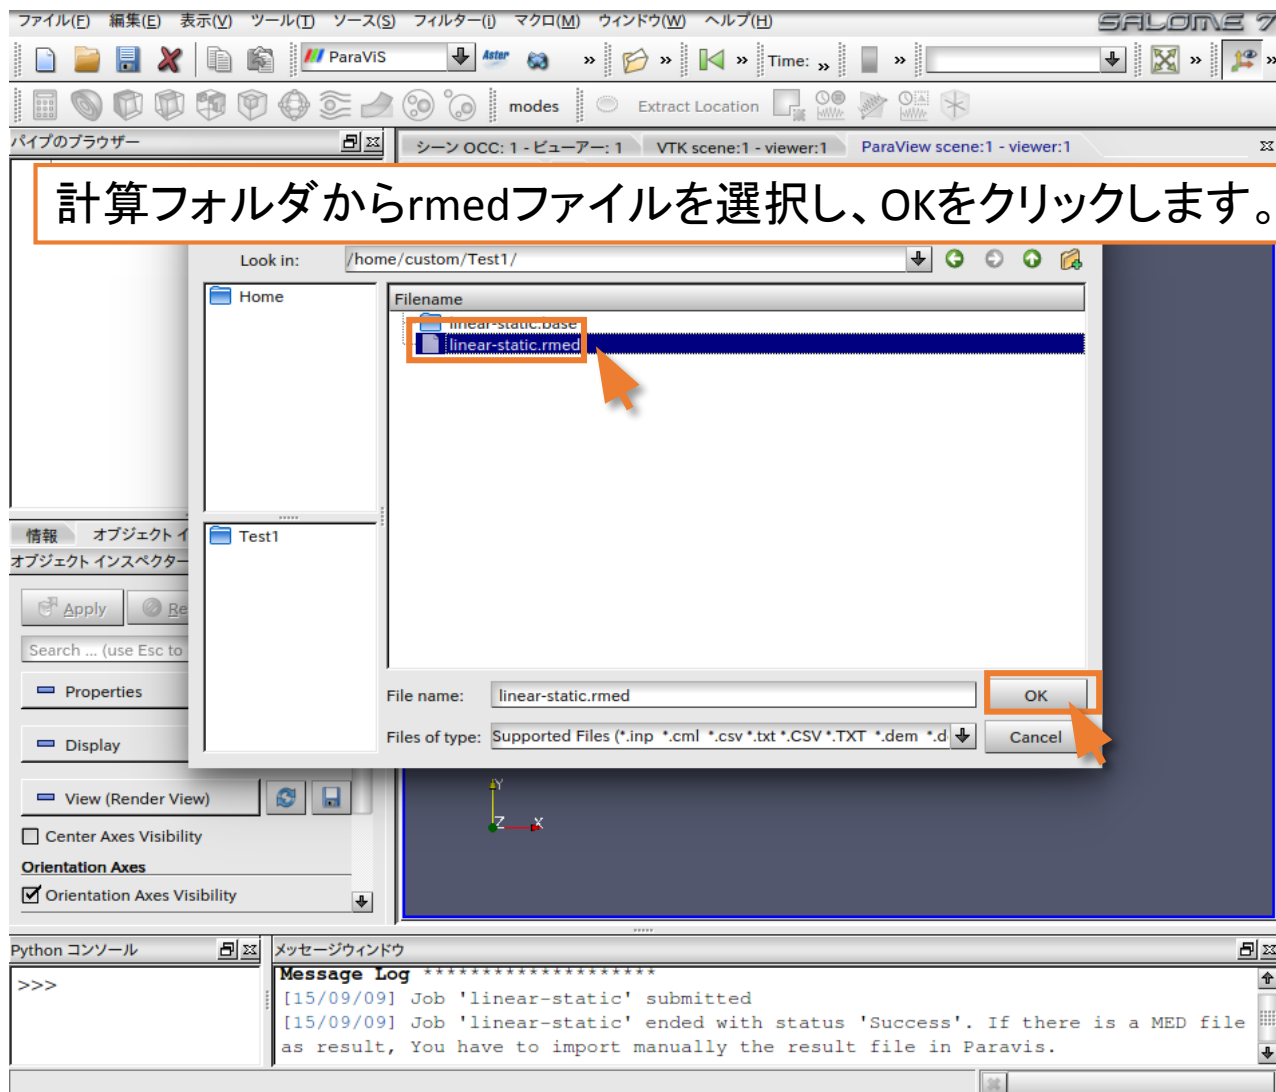 ファイル(F) 編集(E) 表示(V) ツール(T) ソース(S) フィルター(i) マクロ(M) ウィンドウ(W) ヘルプ(H) SALOME 7
ParaViS Aster » » » Time: » » » »
modes Extract Location
パイプのブラウザー
シーン OCC: 1 - ビューアー: 1 VTK scene:1 - viewer:1 ParaView scene:1 - viewer:1
計算フォルダからrmedファイルを選択し、OKをクリックします。
Look in: /home/custom/Test1/
Home
Filename
linear-static.base
linear-static.rmed
Test1
File name: linear-static.rmed OK
Files of type: Supported Files (*.inp *.cml *.csv *.txt *.CSV *.TXT *.dem *.d Cancel
情報 オブジェクト イ
オブジェクト インスペクター
Apply Re
Search ... (use Esc to
Properties
Display
View (Render View)
Center Axes Visibility
Orientation Axes
Orientation Axes Visibility
Y
Z X
Python コンソール
>>>
メッセージウィンドウ
Message Log ********************
[15/09/09] Job 'linear-static' submitted
[15/09/09] Job 'linear-static' ended with status 'Success'. If there is a MED file
as result, You have to import manually the result file in Paravis.